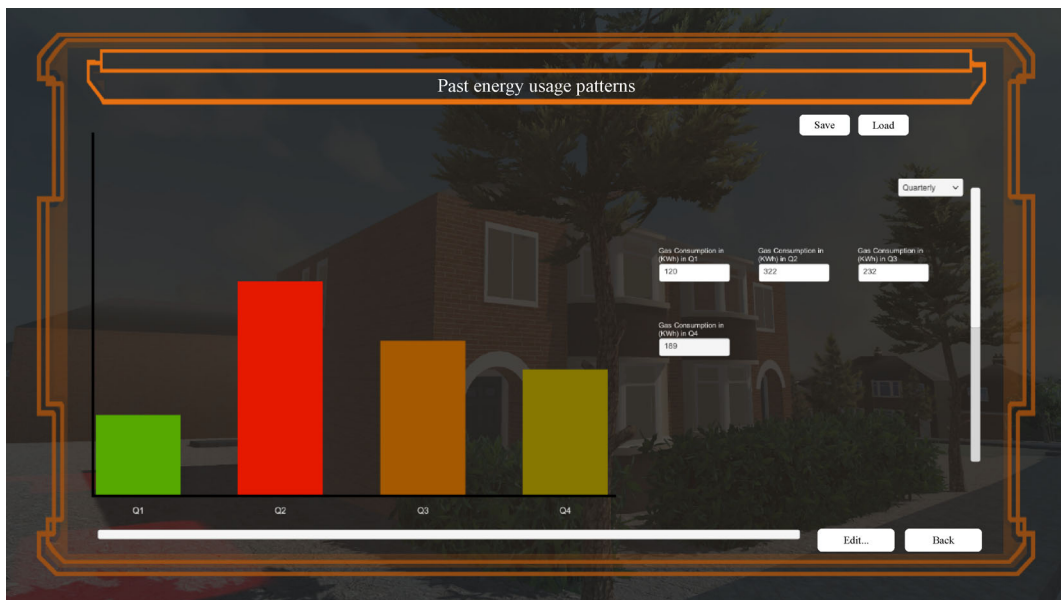 Past energy usage patterns
Save Load
Quarterly
Gas Consumption in
(KWh) in Q1
120
Gas Consumption in
(KWh) in Q2
322
Gas Consumption in
(KWh) in Q3
232
Gas Consumption in
(KWh) in Q4
189
Q1 Q2 Q3 Q4
Edit... Back